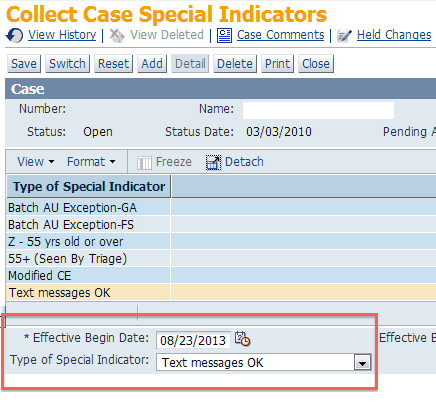 Collect Case Special Indicators
View History | View Deleted | Case Comments | Held Changes
Save Switch Reset Add Detail Delete Print Close
Case
Number: Name:
Status: Open Status Date: 03/03/2010 Pending A
View Format Freeze Detach
Type of Special Indicator
Batch AU Exception-GA
Batch AU Exception-FS
Z - 55 yrs old or over
55+ (Seen By Triage)
Modified CE
Text messages OK
* Effective Begin Date: 08/23/2013 Effective E
Type of Special Indicator: Text messages OK